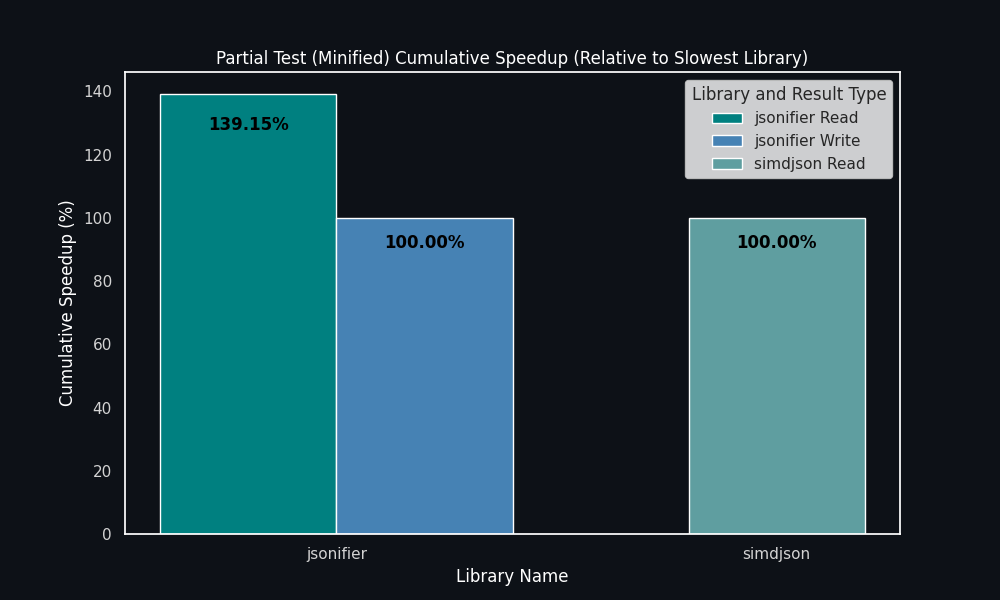 Partial Test (Minified) Cumulative Speedup (Relative to Slowest Library)
Cumulative Speedup (%)
140
120
100
80
60
40
20
0
139.15%
100.00%
100.00%
Library and Result Type
jsonifier Read
jsonifier Write
simdjson Read
jsonifier
simdjson
Library Name